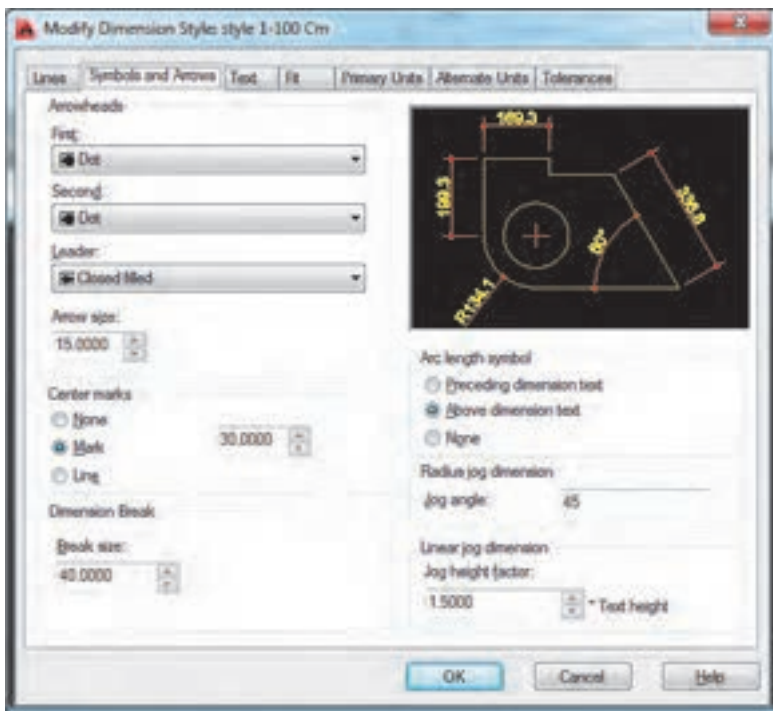 Modify Dimension Style: style 1-100 Cm
Lines
Symbols and Arrows
Text
Fit
Primary Units
Alternate Units
Tolerances
Arrowheads
First:
Dot
Second:
Dot
Leader:
Closed filled
Arrow size:
15.0000
Center marks
None
Mark
30.0000
Line
Dimension Break
Break size:
40.0000
169.3
199.3
336.8
60°
R134.1
Arc length symbol
Preceding dimension text
Above dimension text
None
Radius jog dimension
Jog angle:
45
Linear jog dimension
Jog height factor:
1.5000
* Text height
OK
Cancel
Help